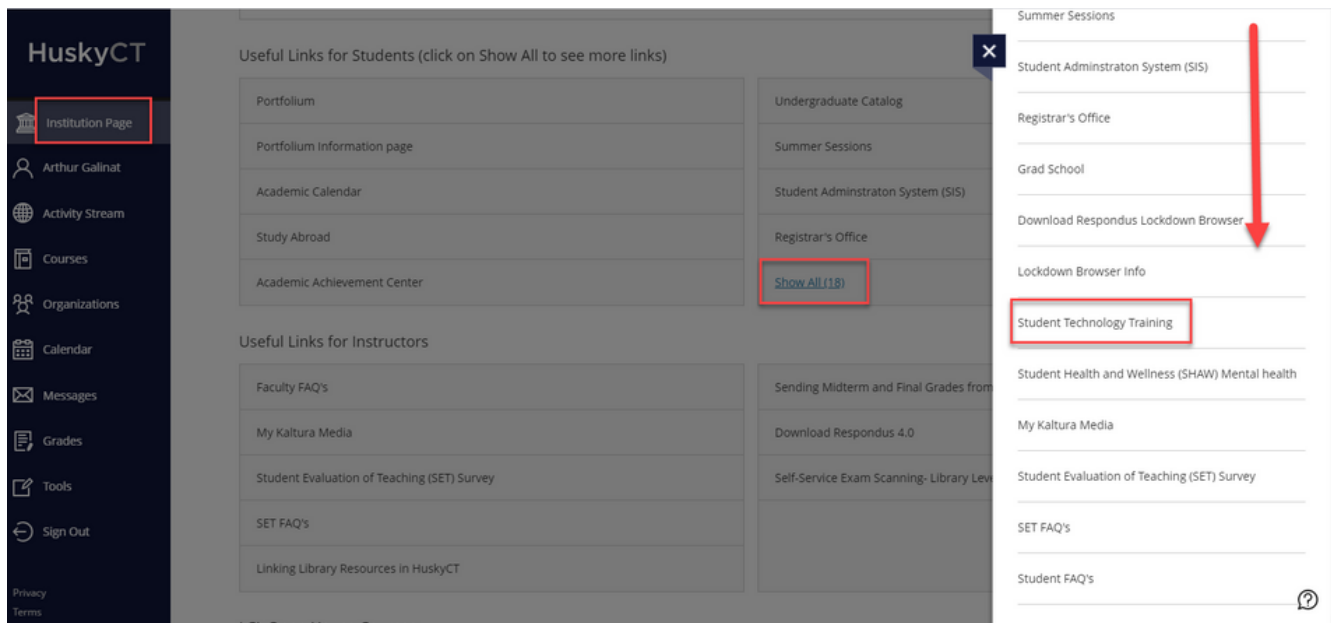 HuskyCT
Institution Page
Arthur Galinat
Activity Stream
Courses
Organizations
Calendar
Messages
Grades
Tools
Sign Out
Privacy
Terms
Useful Links for Students (click on Show All to see more links)
Portfolium
Undergraduate Catalog
Portfolium Information page
Summer Sessions
Academic Calendar
Student Adminstraton System (SIS)
Study Abroad
Registrar's Office
Academic Achievement Center
Show All (18)
Useful Links for Instructors
Faculty FAQ's
Sending Midterm and Final Grades from
My Kaltura Media
Download Respondus 4.0
Student Evaluation of Teaching (SET) Survey
Self-Service Exam Scanning- Library Leve
SET FAQ's
Linking Library Resources in HuskyCT
Summer Sessions
Student Adminstraton System (SIS)
Registrar's Office
Grad School
Download Respondus Lockdown Browser
Lockdown Browser Info
Student Technology Training
Student Health and Wellness (SHAW) Mental health
My Kaltura Media
Student Evaluation of Teaching (SET) Survey
SET FAQ's
Student FAQ's